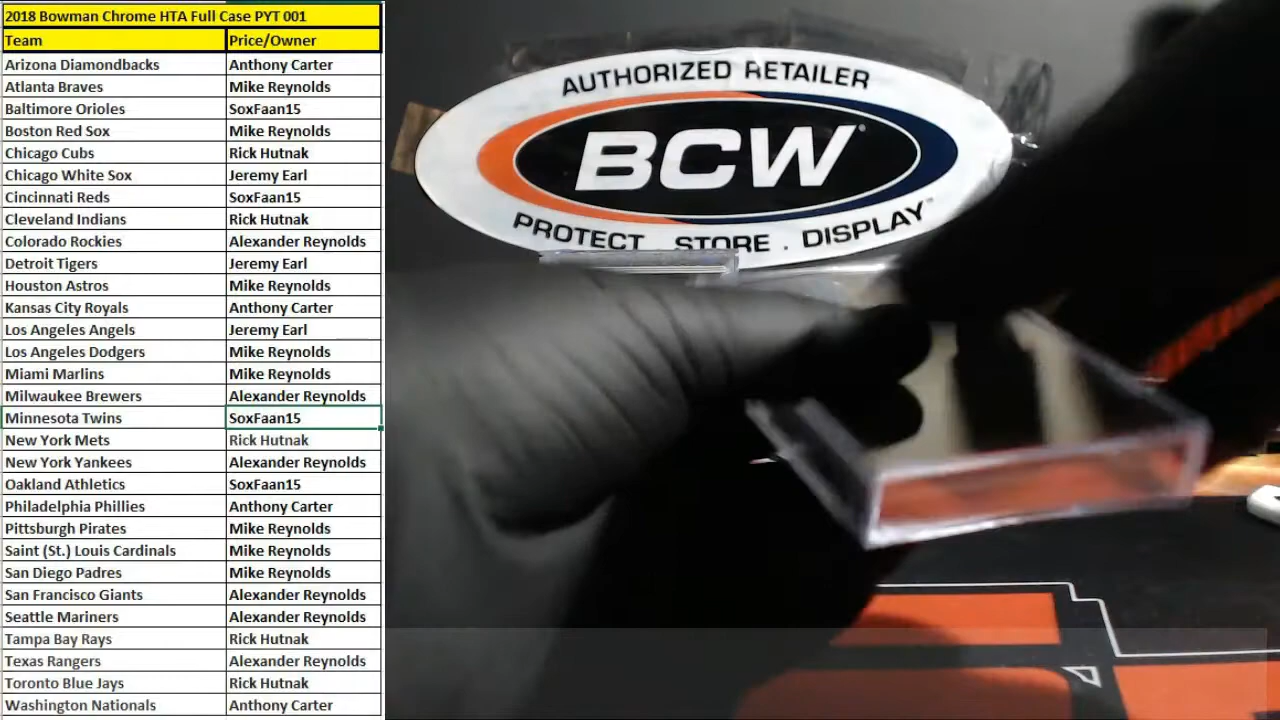 2018 Bowman Chrome HTA Full Case PYT 001
Team Price/Owner
Arizona Diamondbacks Anthony Carter
Atlanta Braves Mike Reynolds
Baltimore Orioles SoxFaan15
Boston Red Sox Mike Reynolds
Chicago Cubs Rick Hutnak
Chicago White Sox Jeremy Earl
Cincinnati Reds SoxFaan15
Cleveland Indians Rick Hutnak
Colorado Rockies Alexander Reynolds
Detroit Tigers Jeremy Earl
Houston Astros Mike Reynolds
Kansas City Royals Anthony Carter
Los Angeles Angels Jeremy Earl
Los Angeles Dodgers Mike Reynolds
Miami Marlins Mike Reynolds
Milwaukee Brewers Alexander Reynolds
Minnesota Twins SoxFaan15
New York Mets Rick Hutnak
New York Yankees Alexander Reynolds
Oakland Athletics SoxFaan15
Philadelphia Phillies Anthony Carter
Pittsburgh Pirates Mike Reynolds
Saint (St.) Louis Cardinals Mike Reynolds
San Diego Padres Mike Reynolds
San Francisco Giants Alexander Reynolds
Seattle Mariners Alexander Reynolds
Tampa Bay Rays Rick Hutnak
Texas Rangers Alexander Reynolds
Toronto Blue Jays Rick Hutnak
Washington Nationals Anthony Carter
AUTHORIZED RETAILER
BCW
PROTECT . STORE . DISPLAY